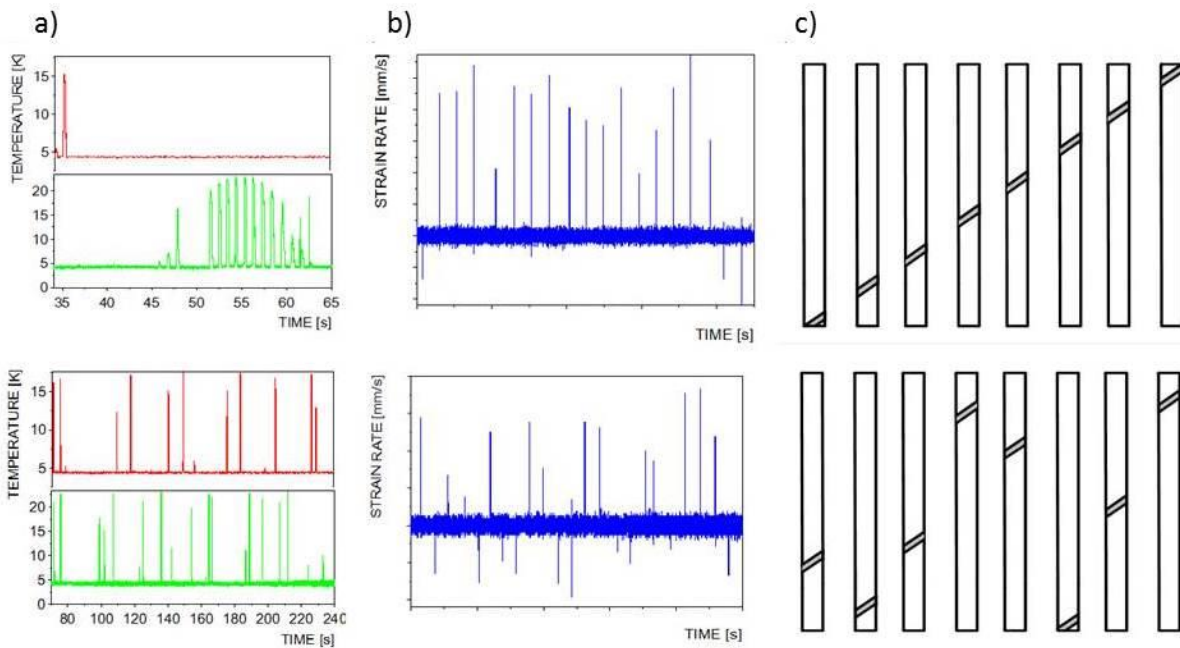 a)
b)
c)
TEMPERATURE [K]
15
10
5
20
15
10
5
0
35 40 45 50 55 60 65
TIME [s]
STRAIN RATE [mm/s]
TIME [s]
TEMPERATURE [K]
15
10
5
20
15
10
5
0
80 100 120 140 160 180 200 220 240
TIME [s]
STRAIN RATE [mm/s]
TIME [s]